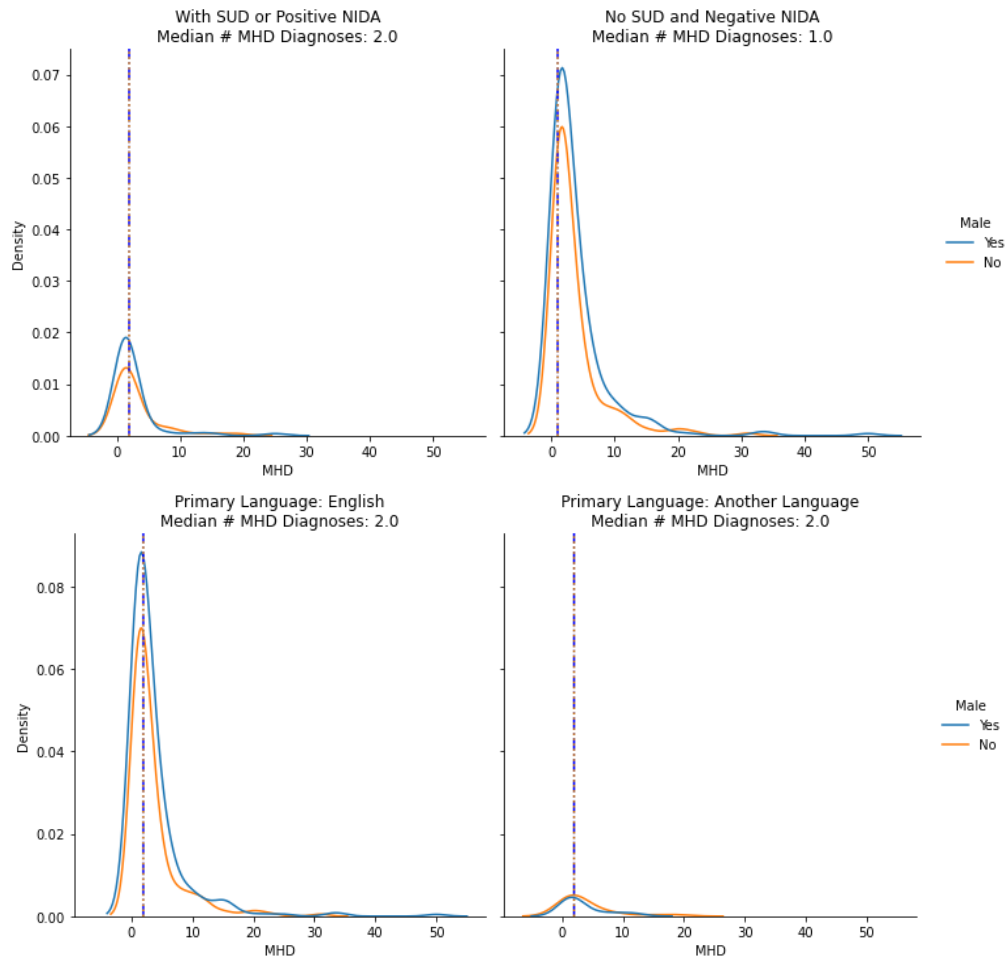 With SUD or Positive NIDA
Median # MHD Diagnoses: 2.0
No SUD and Negative NIDA
Median # MHD Diagnoses: 1.0
0.07
0.06
0.05
0.04
0.03
0.02
0.01
0.00
Density
0 10 20 30 40 50
MHD
0 10 20 30 40 50
MHD
Male
Yes
No
Primary Language: English
Median # MHD Diagnoses: 2.0
Primary Language: Another Language
Median # MHD Diagnoses: 2.0
0.08
0.06
0.04
0.02
0.00
Density
0 10 20 30 40 50
MHD
0 10 20 30 40 50
MHD
Male
Yes
No